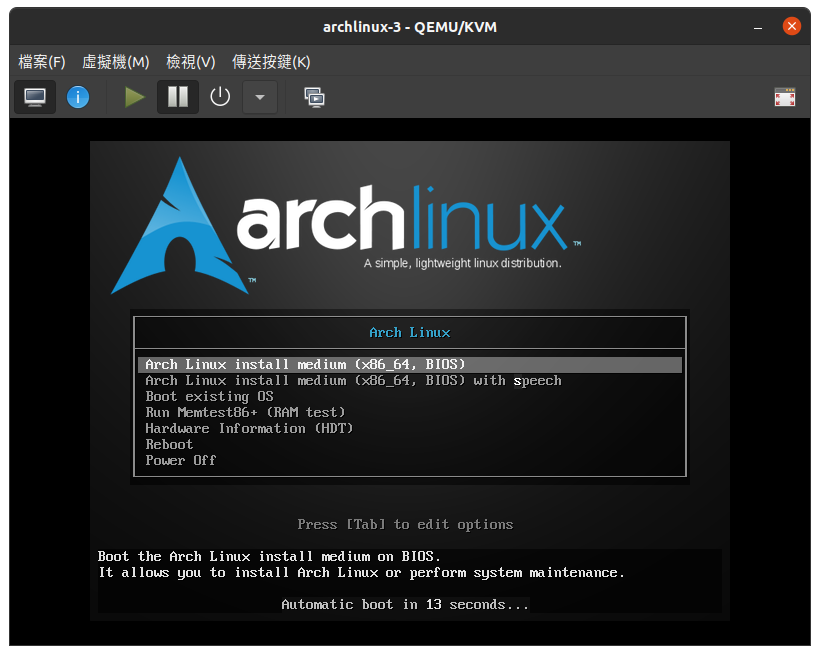 archlinux-3 - QEMU/KVM
檔案(F) 虛擬機(M) 檢視(V) 傳送按鍵(K)
archlinux™
A simple, lightweight linux distribution.
™
Arch Linux
Arch Linux install medium (x86_64, BIOS)
Arch Linux install medium (x86_64, BIOS) with speech
Boot existing OS
Run Memtest86+ (RAM test)
Hardware Information (HDT)
Reboot
Power Off
Press [Tab] to edit options
Boot the Arch Linux install medium on BIOS.
It allows you to install Arch Linux or perform system maintenance.
Automatic boot in 13 seconds...